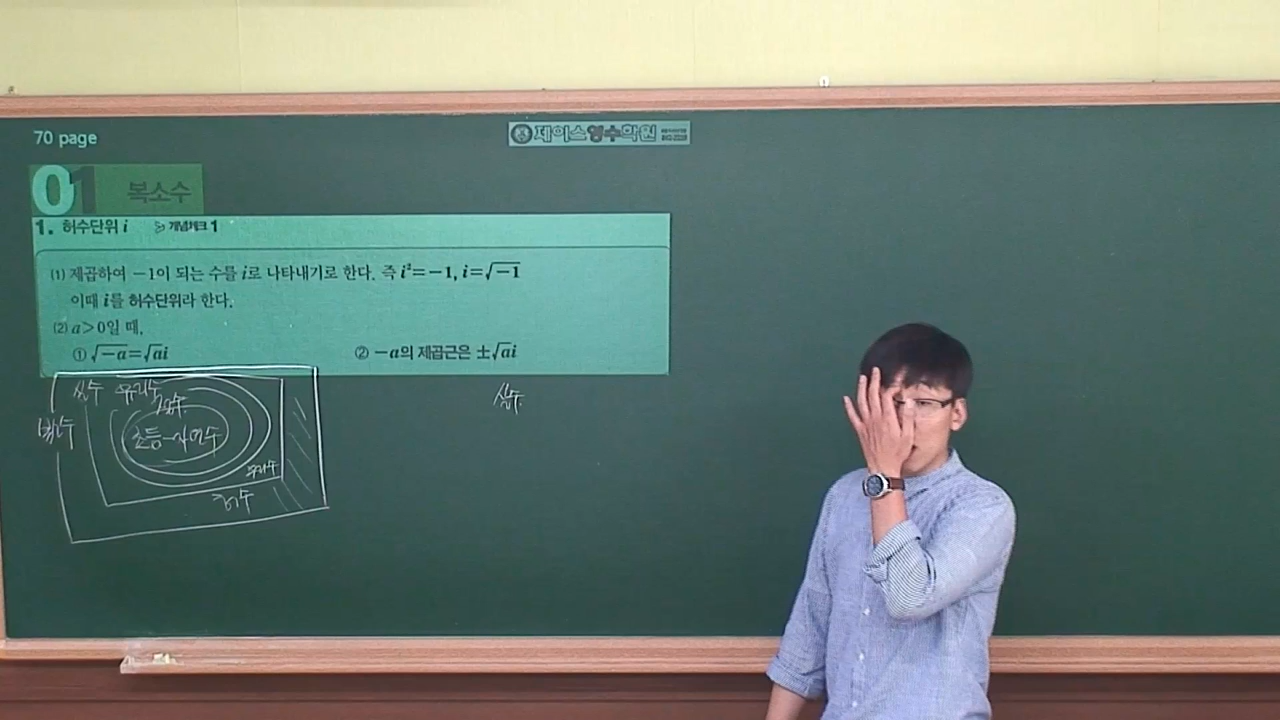 70 page
제이스영수학원
01 복소수
1. 허수단위 i ≫ 개념체크 1
(1) 제곱하여 −1이 되는 수를 i로 나타내기로 한다. 즉 i²=−1, i=√−1
이때 i를 허수단위라 한다.
(2) a>0일 때,
① √−a=√ai ② −a의 제곱근은 ±√ai
실수 유리수
실수
복소수
초등-자연수
무리수
허수